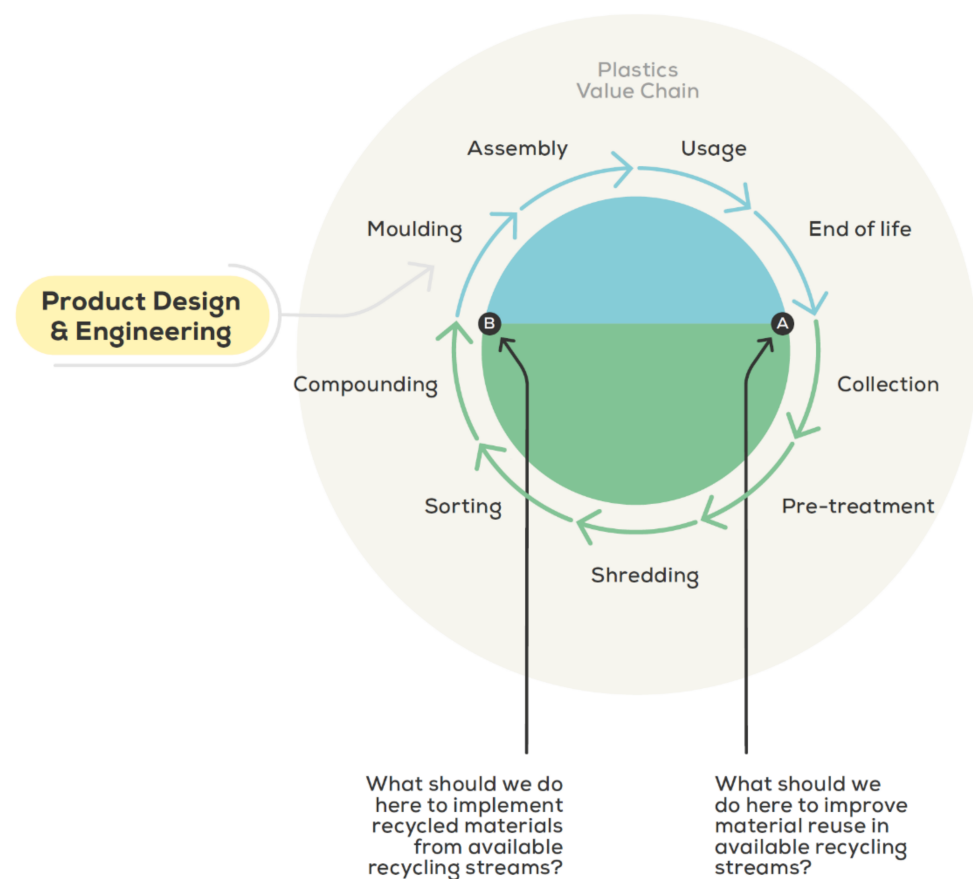 Plastics
Value Chain
Assembly
Usage
Moulding
End of life
Product Design
& Engineering
B
A
Compounding
Collection
Sorting
Pre-treatment
Shredding
What should we do
here to implement
recycled materials
from available
recycling streams?
What should we
do here to improve
material reuse in
available recycling
streams?